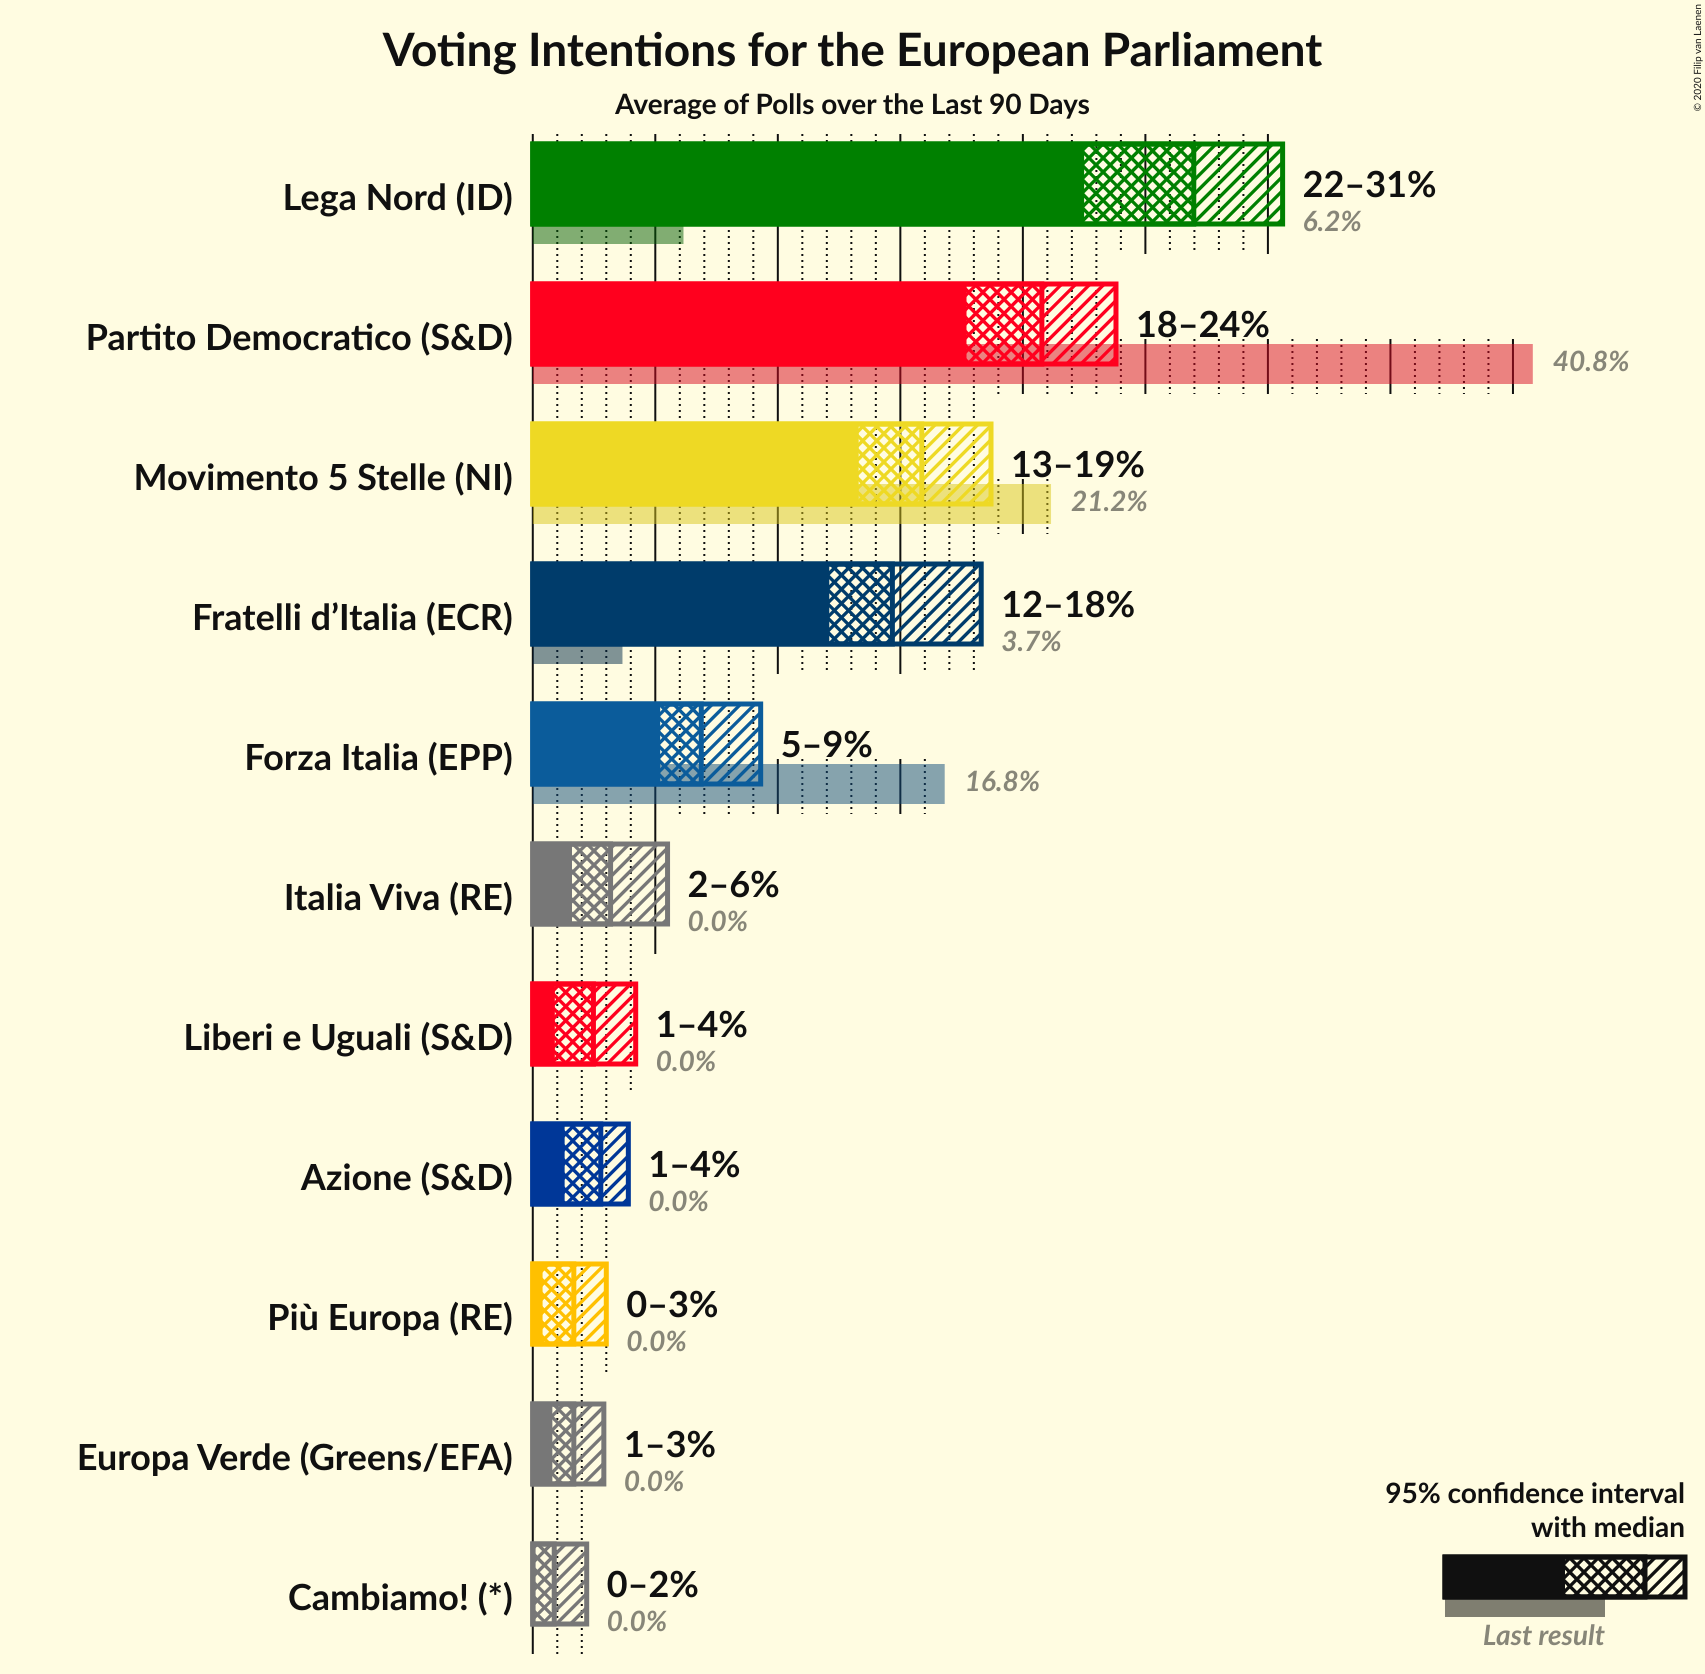 Voting Intentions for the European Parliament
Average of Polls over the Last 90 Days
© 2020 Filip van Laenen
Lega Nord (ID)
22–31%
6.2%
Partito Democratico (S&D)
18–24%
40.8%
Movimento 5 Stelle (NI)
13–19%
21.2%
Fratelli d’Italia (ECR)
12–18%
3.7%
Forza Italia (EPP)
5–9%
16.8%
Italia Viva (RE)
2–6%
0.0%
Liberi e Uguali (S&D)
1–4%
0.0%
Azione (S&D)
1–4%
0.0%
Più Europa (RE)
0–3%
0.0%
Europa Verde (Greens/EFA)
1–3%
0.0%
Cambiamo! (*)
0–2%
0.0%
95% confidence interval
with median
Last result